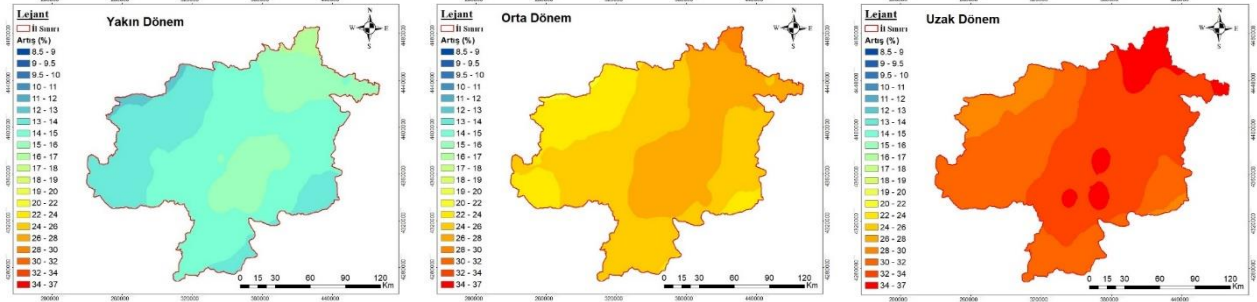 Lejant
İl Sınırı
Artış (%)
8.5 - 9
9 - 9.5
9.5 - 10
10 - 11
11 - 12
12 - 13
13 - 14
14 - 15
15 - 16
16 - 17
17 - 18
18 - 19
19 - 20
20 - 22
22 - 24
24 - 26
26 - 28
28 - 30
30 - 32
32 - 34
34 - 37
Yakın Dönem
N
W E
S
0 15 30 60 90 120
Km
Lejant
İl Sınırı
Artış (%)
8.5 - 9
9 - 9.5
9.5 - 10
10 - 11
11 - 12
12 - 13
13 - 14
14 - 15
15 - 16
16 - 17
17 - 18
18 - 19
19 - 20
20 - 22
22 - 24
24 - 26
26 - 28
28 - 30
30 - 32
32 - 34
34 - 37
Orta Dönem
N
W E
S
0 15 30 60 90 120
Km
Lejant
İl Sınırı
Artış (%)
8.5 - 9
9 - 9.5
9.5 - 10
10 - 11
11 - 12
12 - 13
13 - 14
14 - 15
15 - 16
16 - 17
17 - 18
18 - 19
19 - 20
20 - 22
22 - 24
24 - 26
26 - 28
28 - 30
30 - 32
32 - 34
34 - 37
Uzak Dönem
N
W E
S
0 15 30 60 90 120
Km